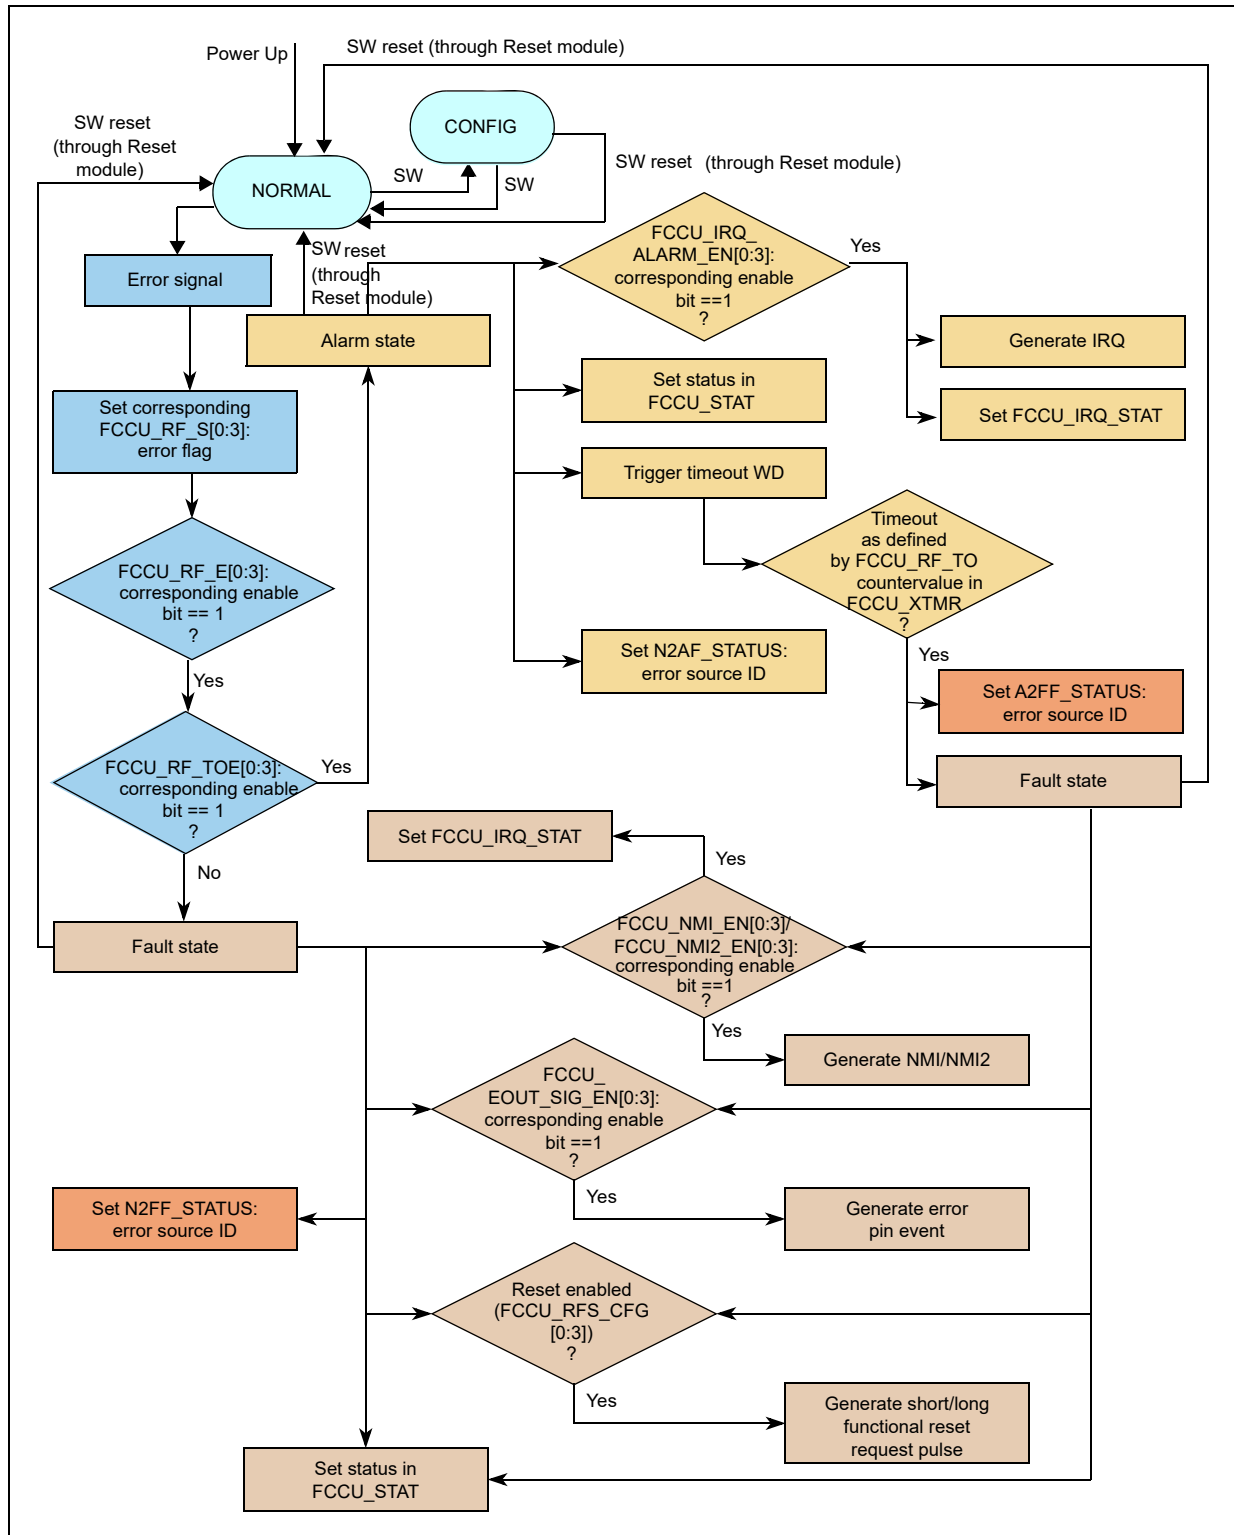 Power Up
SW reset (through Reset module)
SW reset
(through Reset
module)
CONFIG
SW reset (through Reset module)
NORMAL
SW
SW
SW reset
(through
Reset module)
Error signal
FCCU_IRQ_
ALARM_EN[0:3]:
corresponding enable
bit ==1
?
Yes
Alarm state
Generate IRQ
Set status in
FCCU_STAT
Set FCCU_IRQ_STAT
Set corresponding
FCCU_RF_S[0:3]:
error flag
Trigger timeout WD
Timeout
as defined
by FCCU_RF_TO
countervalue in
FCCU_XTMR
?
Yes
FCCU_RF_E[0:3]:
corresponding enable
bit == 1
?
Yes
Set N2AF_STATUS:
error source ID
Set A2FF_STATUS:
error source ID
FCCU_RF_TOE[0:3]:
corresponding enable
bit == 1
?
Yes
No
Fault state
Set FCCU_IRQ_STAT
Yes
Fault state
FCCU_NMI_EN[0:3]/
FCCU_NMI2_EN[0:3]:
corresponding enable
bit ==1
?
Yes
Generate NMI/NMI2
FCCU_
EOUT_SIG_EN[0:3]:
corresponding enable
bit ==1
?
Yes
Set N2FF_STATUS:
error source ID
Generate error
pin event
Reset enabled
(FCCU_RFS_CFG
[0:3])
?
Yes
Generate short/long
functional reset
request pulse
Set status in
FCCU_STAT